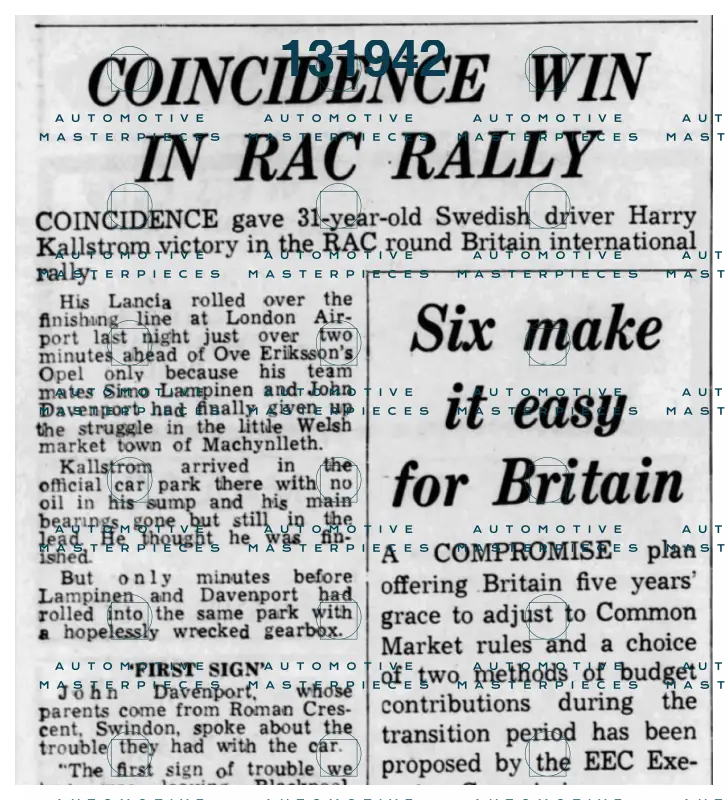 131942
COINCIDENCE WIN
IN RAC RALLY
COINCIDENCE gave 31-year-old Swedish driver Harry
Kallstrom victory in the RAC round Britain international
rally.
His Lancia rolled over the
finishing line at London Air-
port last night just over two
minutes ahead of Ove Eriksson's
Opel only because his team
mates Simo Lampinen and John
Davenport had finally given up
the struggle in the little Welsh
market town of Machynlleth.
Kallstrom arrived in the
official car park there with no
oil in his sump and his main
bearings gone but still in the
lead. He thought he was fin-
ished.
But only minutes before
Lampinen and Davenport had
rolled into the same park with
a hopelessly wrecked gearbox.
"FIRST SIGN"
John Davenport, whose
parents come from Roman Cres-
cent, Swindon, spoke about the
trouble they had with the car.
"The first sign of trouble we
Six make
it easy
for Britain
A COMPROMISE plan
offering Britain five years'
grace to adjust to Common
Market rules and a choice
of two methods of budget
contributions during the
transition period has been
proposed by the EEC Exe-
AUTOMOTIVE
MASTERPIECES